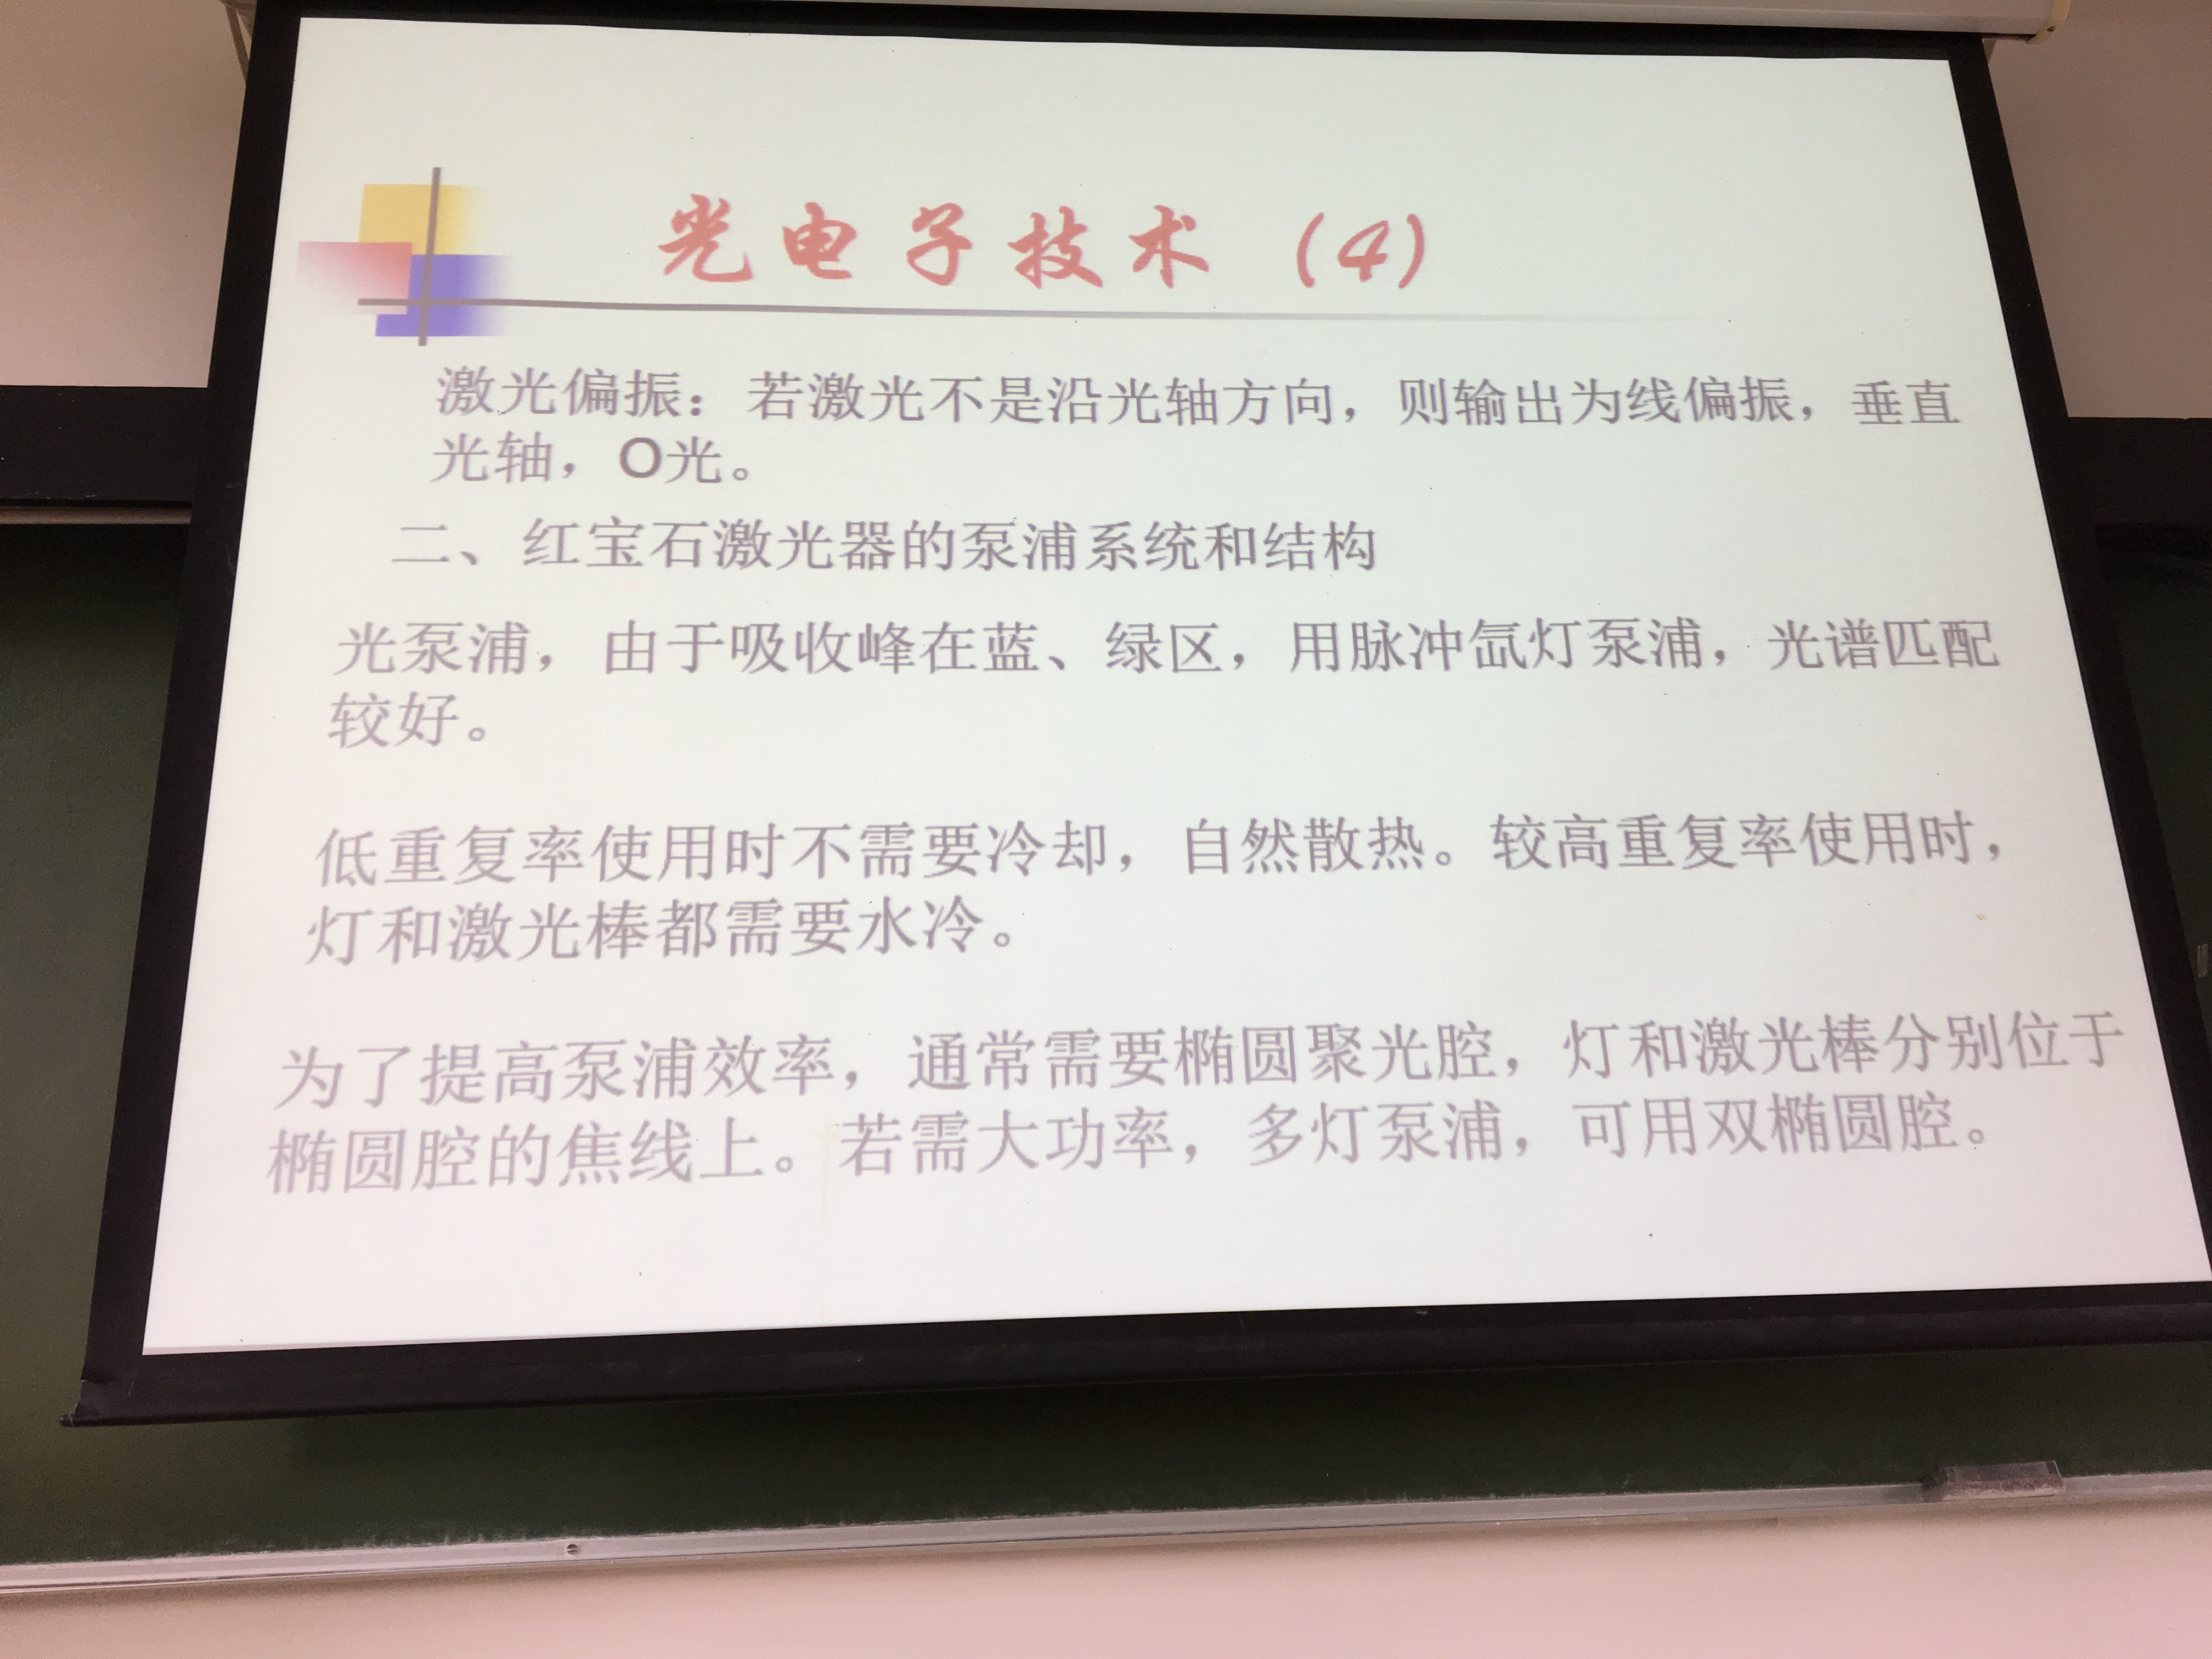 光电子技术（4）
激光偏振：若激光不是沿光轴方向，则输出为线偏振，垂直
光轴，O光。
二、红宝石激光器的泵浦系统和结构
光泵浦，由于吸收峰在蓝、绿区，用脉冲氙灯泵浦，光谱匹配
较好。
低重复率使用时不需要冷却，自然散热。较高重复率使用时，
灯和激光棒都需要水冷。
为了提高泵浦效率，通常需要椭圆聚光腔，灯和激光棒分别位于
椭圆腔的焦线上。若需大功率，多灯泵浦，可用双椭圆腔。